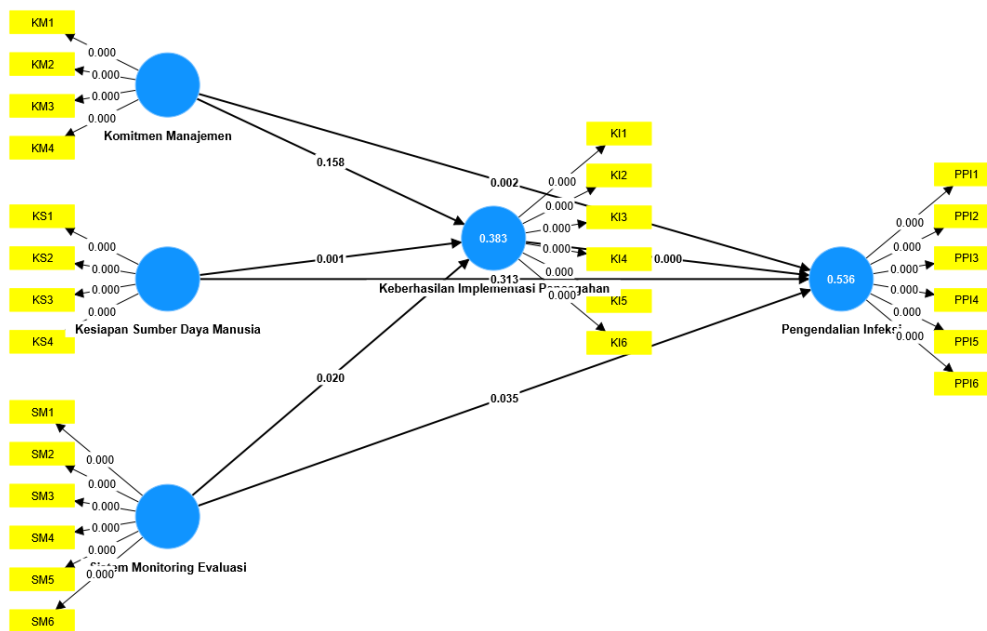 KM1
KM2
KM3
KM4
0.000
0.000
0.000
0.000
Komitmen Manajemen
KS1
KS2
KS3
KS4
0.000
0.000
0.000
0.000
Kesiapan Sumber Daya Manusia
SM1
SM2
SM3
SM4
SM5
SM6
0.000
0.000
0.000
0.000
0.000
0.000
Sistem Monitoring Evaluasi
0.158
0.001
0.020
0.002
0.313
0.000
0.035
0.383
Keberhasilan Implementasi Pencegahan
KI1
KI2
KI3
KI4
KI5
KI6
0.000
0.000
0.000
0.000
0.000
0.000
0.536
Pengendalian Infeksi
PPI1
PPI2
PPI3
PPI4
PPI5
PPI6
0.000
0.000
0.000
0.000
0.000
0.000